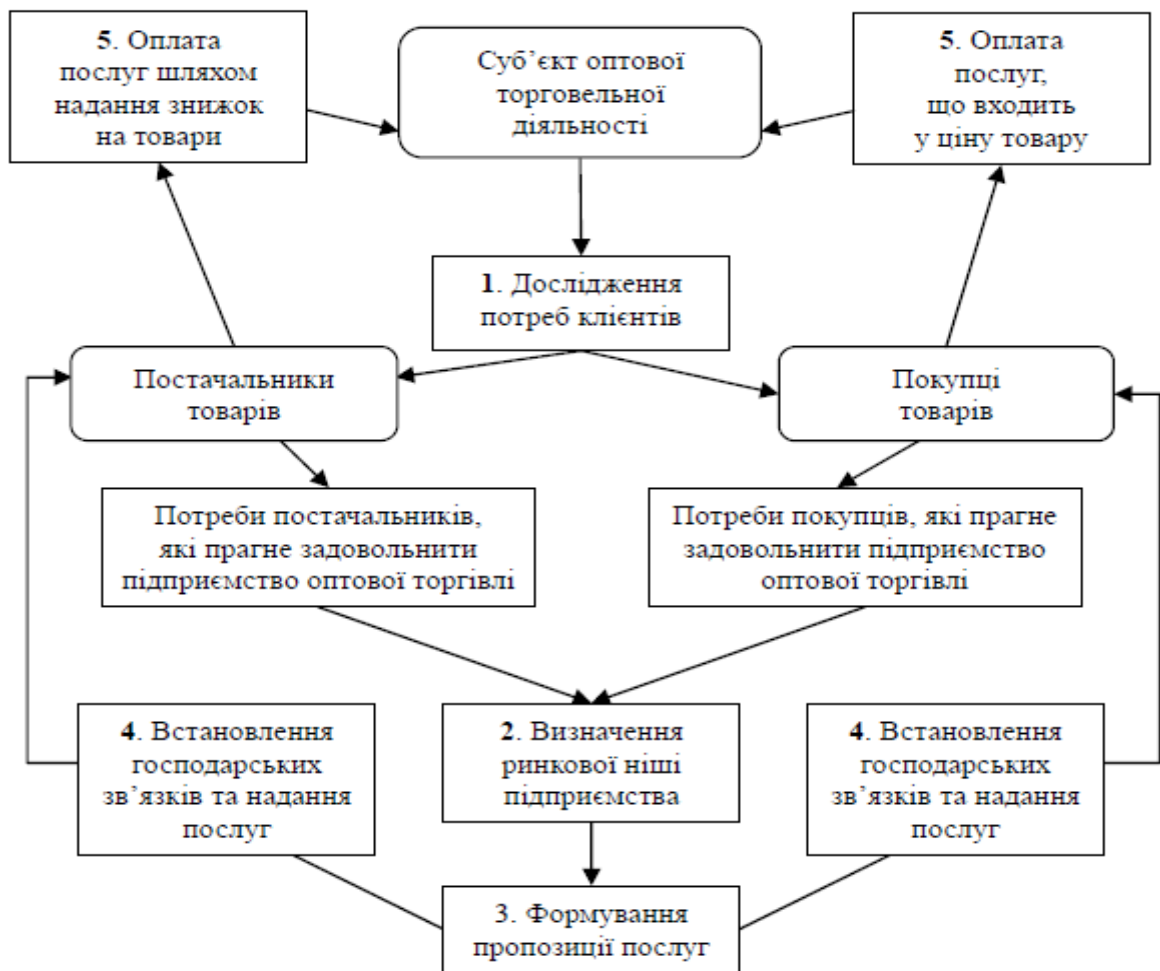 5. Оплата
послуг шляхом
надання знижок
на товари
Суб’єкт оптової
торговельної
діяльності
5. Оплата
послуг,
що входить
у ціну товару
1. Дослідження
потреб клієнтів
Постачальники
товарів
Покупці
товарів
Потреби постачальників,
які прагне задовольнити
підприємство оптової торгівлі
Потреби покупців, які прагне
задовольнити підприємство
оптової торгівлі
4. Встановлення
господарських
зв’язків та надання
послуг
2. Визначення
ринкової ніші
підприємства
4. Встановлення
господарських
зв’язків та надання
послуг
3. Формування
пропозиції послуг